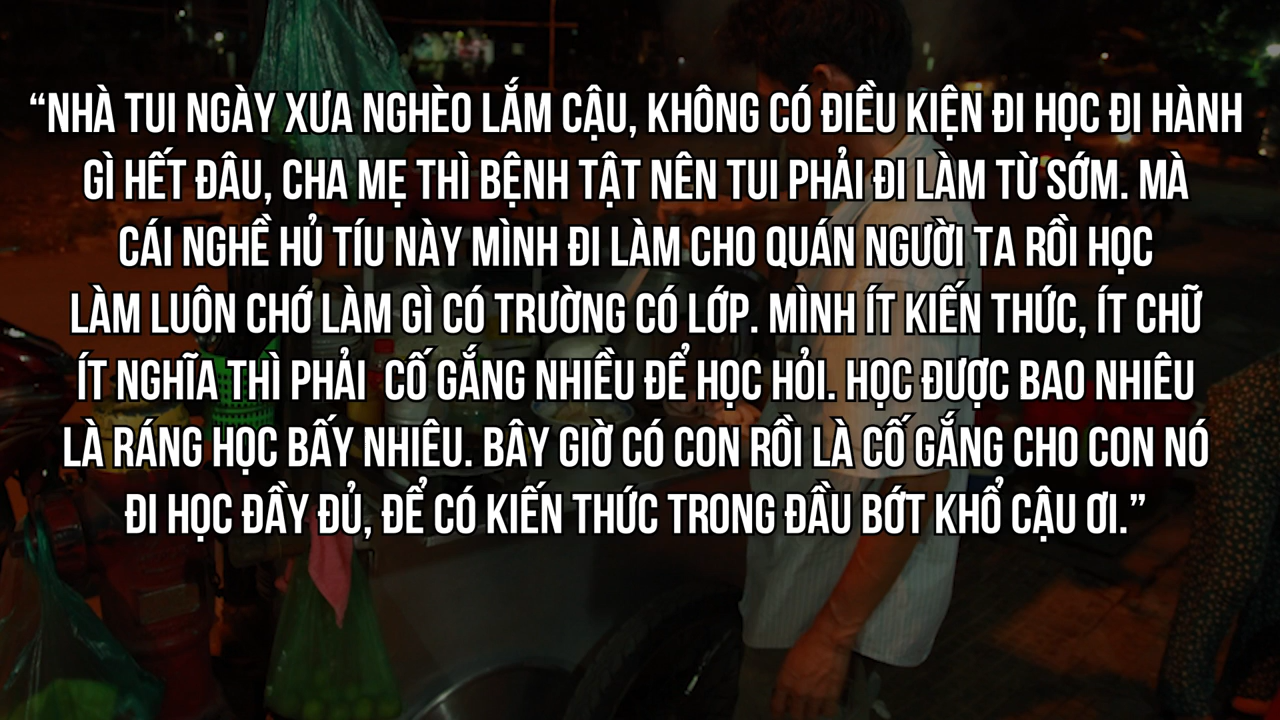 “NHÀ TUI NGÀY XƯA NGHÈO LẮM CẬU, KHÔNG CÓ ĐIỀU KIỆN ĐI HỌC ĐI HÀNH
GÌ HẾT ĐÂU, CHA MẸ THÌ BỆNH TẬT NÊN TUI PHẢI ĐI LÀM TỪ SỚM. MÀ
CÁI NGHỀ HỦ TÍU NÀY MÌNH ĐI LÀM CHO QUÁN NGƯỜI TA RỒI HỌC
LÀM LUÔN CHỚ LÀM GÌ CÓ TRƯỜNG CÓ LỚP. MÌNH ÍT KIẾN THỨC, ÍT CHỮ
ÍT NGHĨA THÌ PHẢI  CỐ GẮNG NHIỀU ĐỂ HỌC HỎI. HỌC ĐƯỢC BAO NHIÊU
LÀ RÁNG HỌC BẤY NHIÊU. BÂY GIỜ CÓ CON RỒI LÀ CỐ GẮNG CHO CON NÓ
ĐI HỌC ĐẦY ĐỦ, ĐỂ CÓ KIẾN THỨC TRONG ĐẦU BỚT KHỔ CẬU ƠI.”